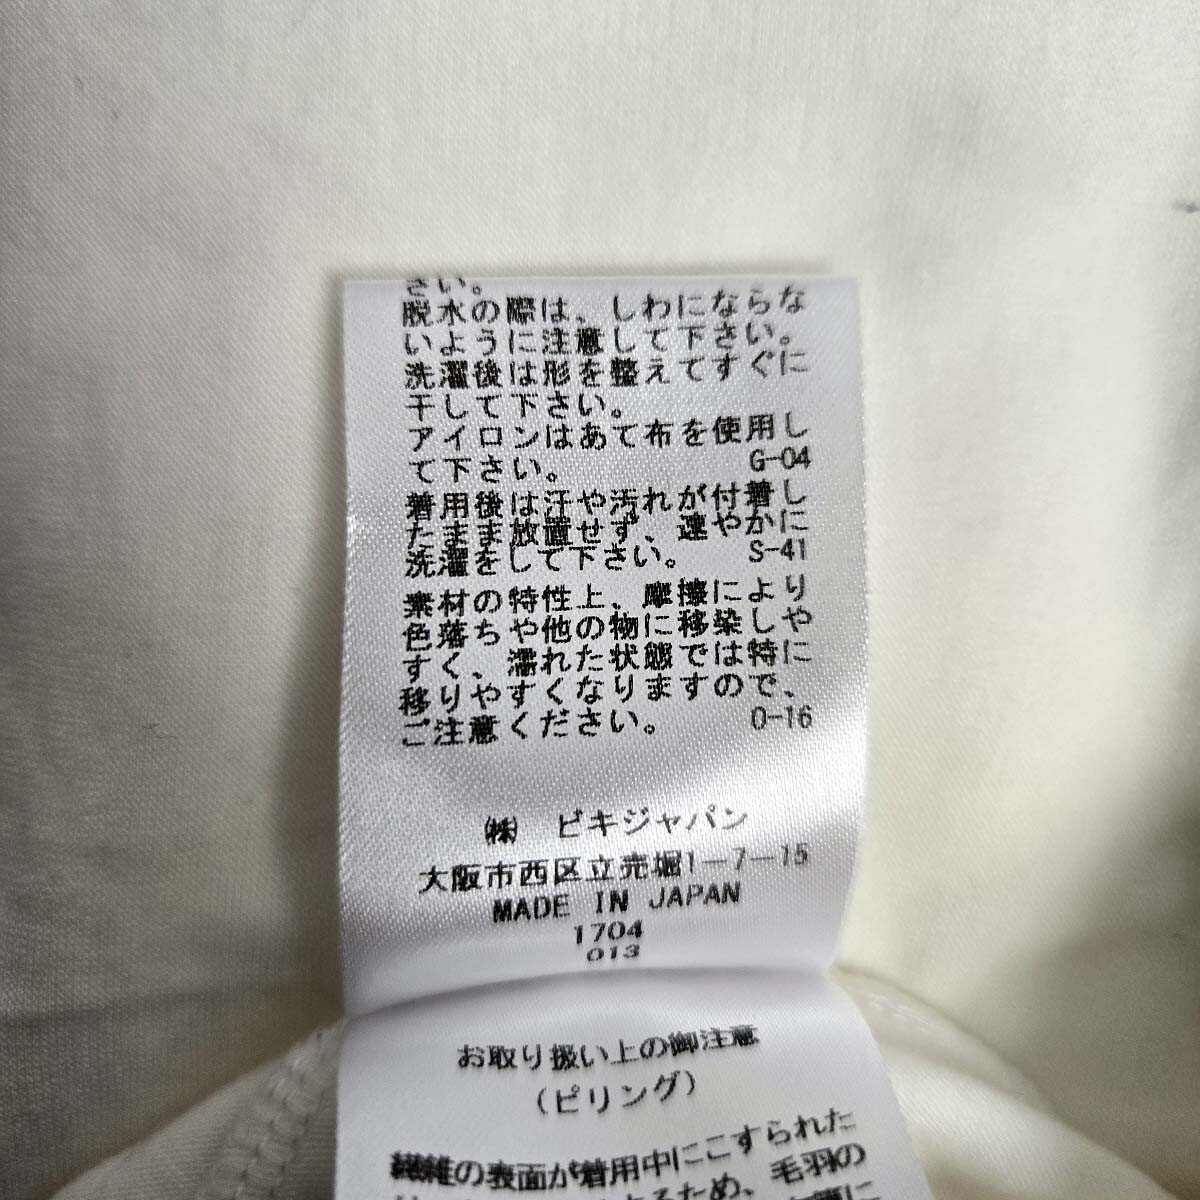 さい。
脱水の際は、しわにならな
いように注意して下さい。
洗濯後は形を整えてすぐに
干して下さい。
アイロンはあて布を使用し
て下さい。 G-04
着用後は汗や汚れが付着し
たまま放置せず、速やかに
洗濯をして下さい。 S-41
素材の特性上、摩擦により
色落ちや他の物に移染しや
すく、濡れた状態では特に
移りやすくなりますので、
ご注意ください。 O-16
㈱ ビキジャパン
大阪市西区立売堀1-7-15
MADE IN JAPAN
1704
013
お取り扱い上の御注意
(ピリング)
繊維の表面が着用中にこすられた
するため、毛羽の